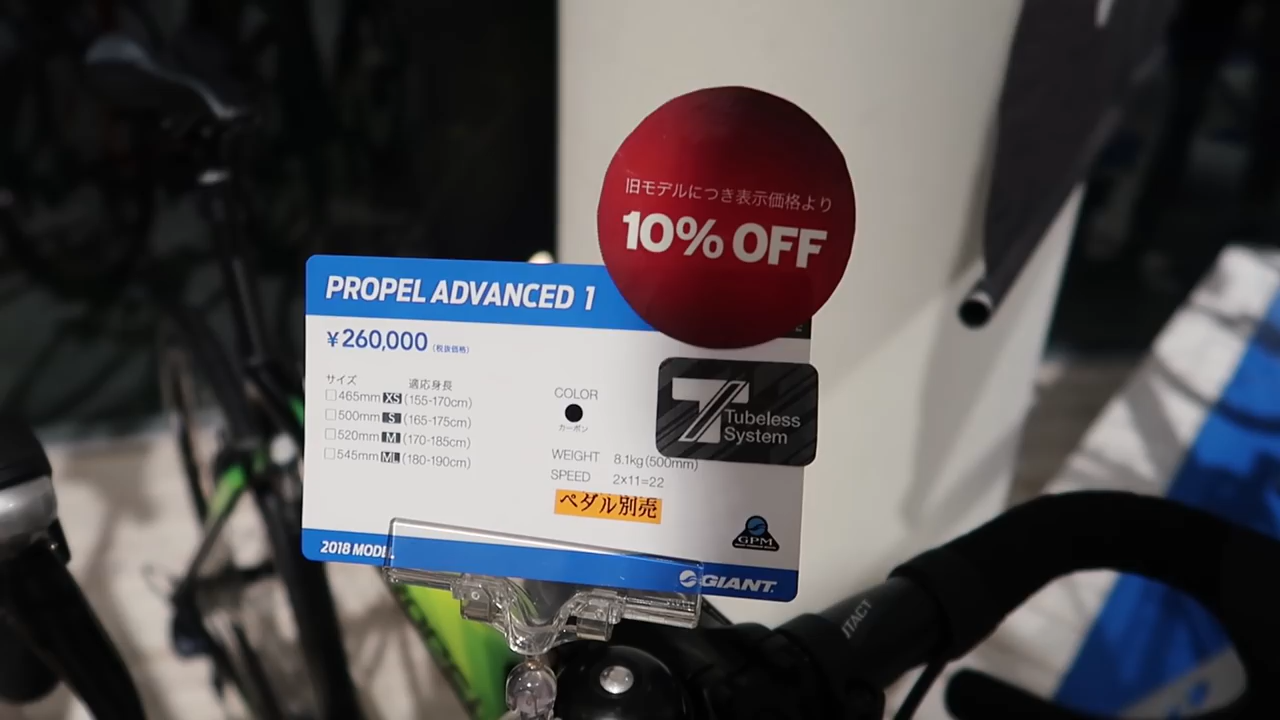 旧モデルにつき表示価格より
10% OFF
PROPEL ADVANCED 1
¥260,000 (税抜価格)
サイズ 適応身長
□465mm XS (155-170cm)
□500mm S (165-175cm)
□520mm M (170-185cm)
□545mm ML (180-190cm)
COLOR
カーボン
Tubeless
System
WEIGHT 8.1kg(500mm)
SPEED 2x11=22
ペダル別売
GPM
2018 MODEL
GIANT